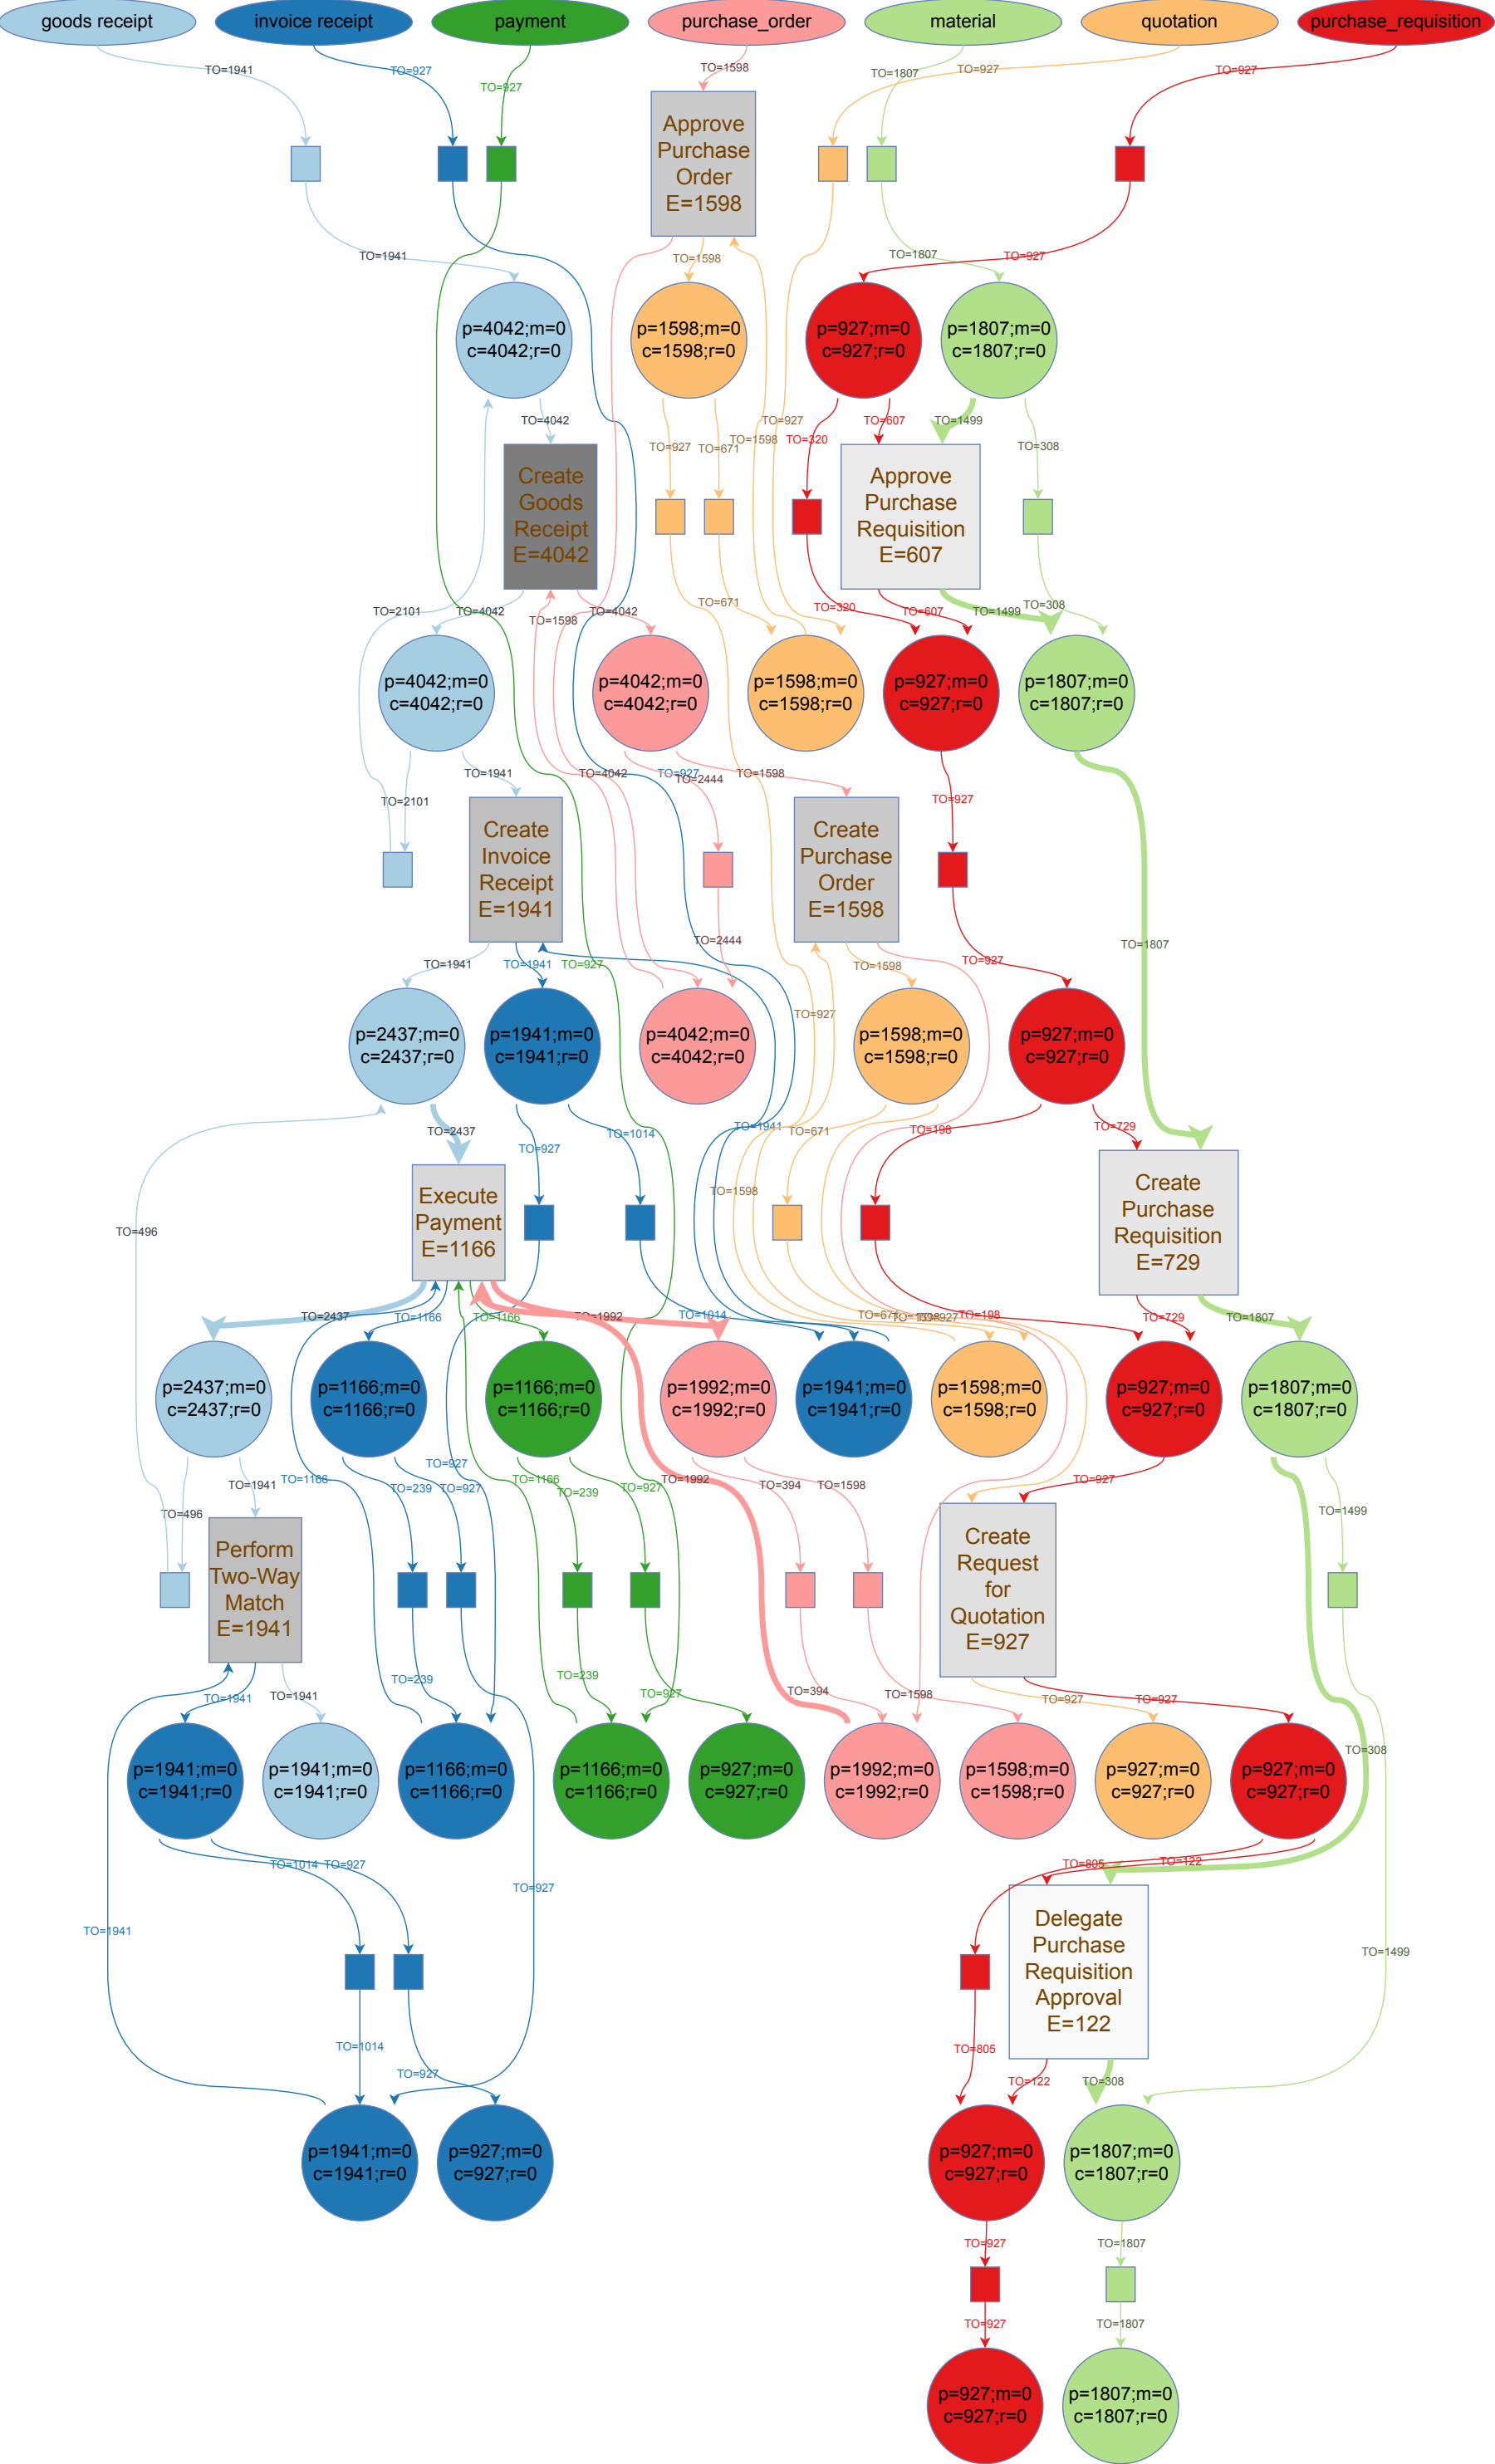 goods receipt
invoice receipt
payment
purchase_order
material
quotation
purchase_requisition
TO=1941
TO=927
TO=927
TO=1598
TO=1807
TO=927
TO=927
Approve
Purchase
Order
E=1598
TO=1941
TO=1598
TO=1807
TO=927
p=4042;m=0
c=4042;r=0
p=1598;m=0
c=1598;r=0
p=927;m=0
c=927;r=0
p=1807;m=0
c=1807;r=0
TO=4042
TO=927
TO=671
TO=1598
TO=927
TO=320
TO=607
TO=1499
TO=308
Create
Goods
Receipt
E=4042
Approve
Purchase
Requisition
E=607
TO=2101
TO=4042
TO=1598
TO=4042
TO=671
TO=320
TO=607
TO=1499
TO=308
p=4042;m=0
c=4042;r=0
p=4042;m=0
c=4042;r=0
p=1598;m=0
c=1598;r=0
p=927;m=0
c=927;r=0
p=1807;m=0
c=1807;r=0
TO=2101
TO=1941
TO=4042
TO=927
TO=2444
TO=1598
TO=927
Create
Invoice
Receipt
E=1941
Create
Purchase
Order
E=1598
TO=1941
TO=1941
TO=927
TO=2444
TO=1598
TO=927
TO=927
TO=1807
p=2437;m=0
c=2437;r=0
p=1941;m=0
c=1941;r=0
p=4042;m=0
c=4042;r=0
p=1598;m=0
c=1598;r=0
p=927;m=0
c=927;r=0
TO=2437
TO=927
TO=1014
TO=1941
TO=671
TO=198
TO=729
TO=1598
TO=496
Execute
Payment
E=1166
Create
Purchase
Requisition
E=729
TO=2437
TO=1166
TO=1166
TO=1992
TO=1014
TO=671
TO=927
TO=198
TO=729
TO=1807
p=2437;m=0
c=2437;r=0
p=1166;m=0
c=1166;r=0
p=1166;m=0
c=1166;r=0
p=1992;m=0
c=1992;r=0
p=1941;m=0
c=1941;r=0
p=1598;m=0
c=1598;r=0
p=927;m=0
c=927;r=0
p=1807;m=0
c=1807;r=0
TO=496
TO=1941
TO=1166
TO=239
TO=927
TO=927
TO=1166
TO=239
TO=927
TO=1992
TO=394
TO=1598
TO=927
TO=1499
Perform
Two-Way
Match
E=1941
Create
Request
for
Quotation
E=927
TO=1941
TO=1941
TO=239
TO=239
TO=927
TO=394
TO=1598
TO=927
TO=927
TO=308
p=1941;m=0
c=1941;r=0
p=1941;m=0
c=1941;r=0
p=1166;m=0
c=1166;r=0
p=1166;m=0
c=1166;r=0
p=927;m=0
c=927;r=0
p=1992;m=0
c=1992;r=0
p=1598;m=0
c=1598;r=0
p=927;m=0
c=927;r=0
p=927;m=0
c=927;r=0
TO=1014
TO=927
TO=927
TO=805
TO=122
TO=1941
TO=1499
Delegate
Purchase
Requisition
Approval
E=122
TO=1014
TO=927
TO=805
TO=122
TO=308
p=1941;m=0
c=1941;r=0
p=927;m=0
c=927;r=0
p=927;m=0
c=927;r=0
p=1807;m=0
c=1807;r=0
TO=927
TO=1807
TO=927
TO=1807
p=927;m=0
c=927;r=0
p=1807;m=0
c=1807;r=0